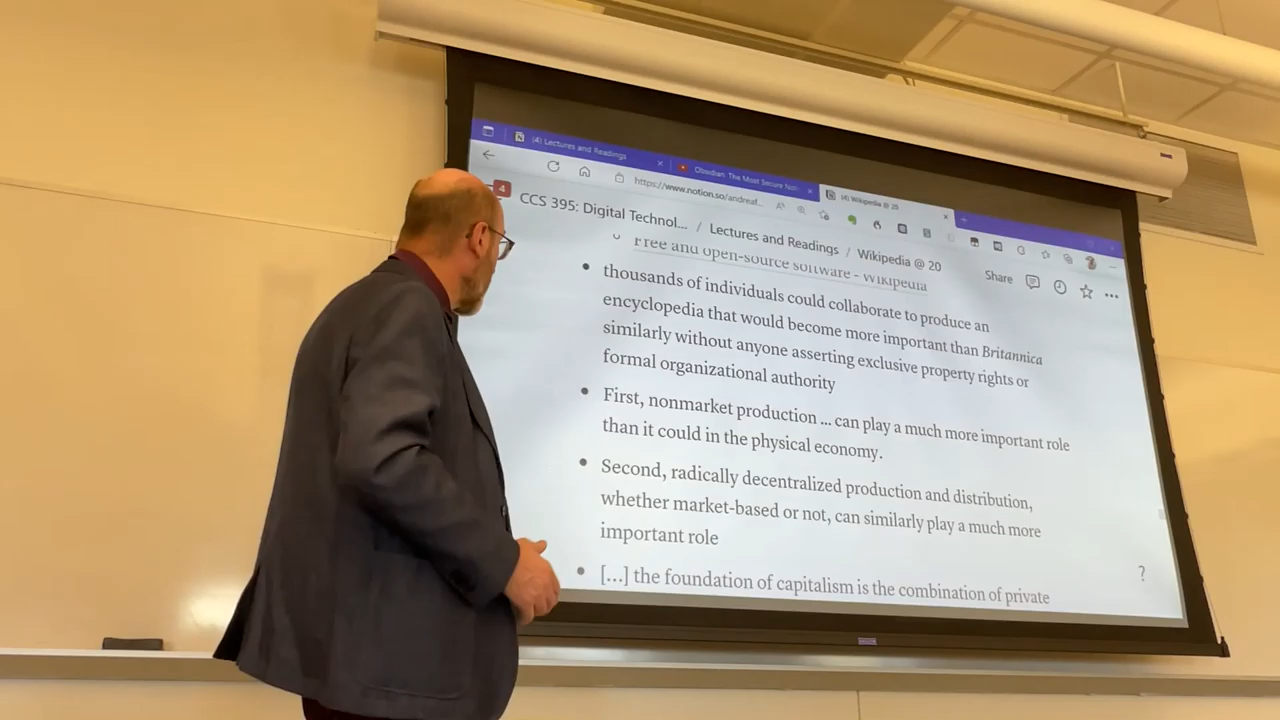 (4) Lectures and Readings
Obsidian: The Most Secure Not
(4) Wikipedia @ 20
https://www.notion.so/andreaf...
4
CCS 395: Digital Technol... / Lectures and Readings / Wikipedia @ 20
Share
Free and open-source software - Wikipedia
• thousands of individuals could collaborate to produce an
encyclopedia that would become more important than Britannica
similarly without anyone asserting exclusive property rights or
formal organizational authority
• First, nonmarket production ... can play a much more important role
than it could in the physical economy.
• Second, radically decentralized production and distribution,
whether market-based or not, can similarly play a much more
important role
• [...] the foundation of capitalism is the combination of private
?